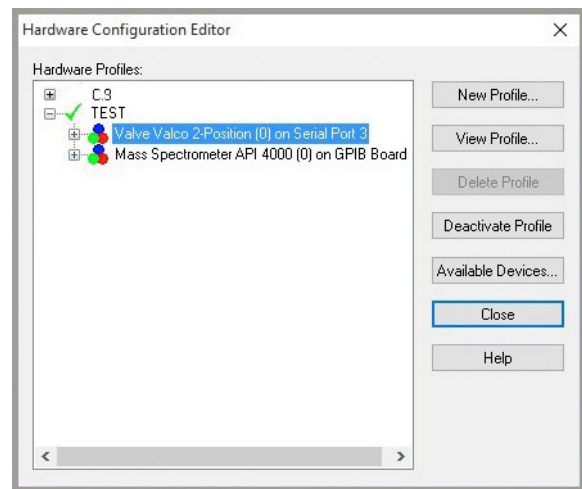 Hardware Configuration Editor
Hardware Profiles:
C.3
TEST
Valve Valco 2-Position (0) on Serial Port 3
Mass Spectrometer API 4000 (0) on GPIB Board
New Profile...
View Profile...
Delete Profile
Deactivate Profile
Available Devices...
Close
Help